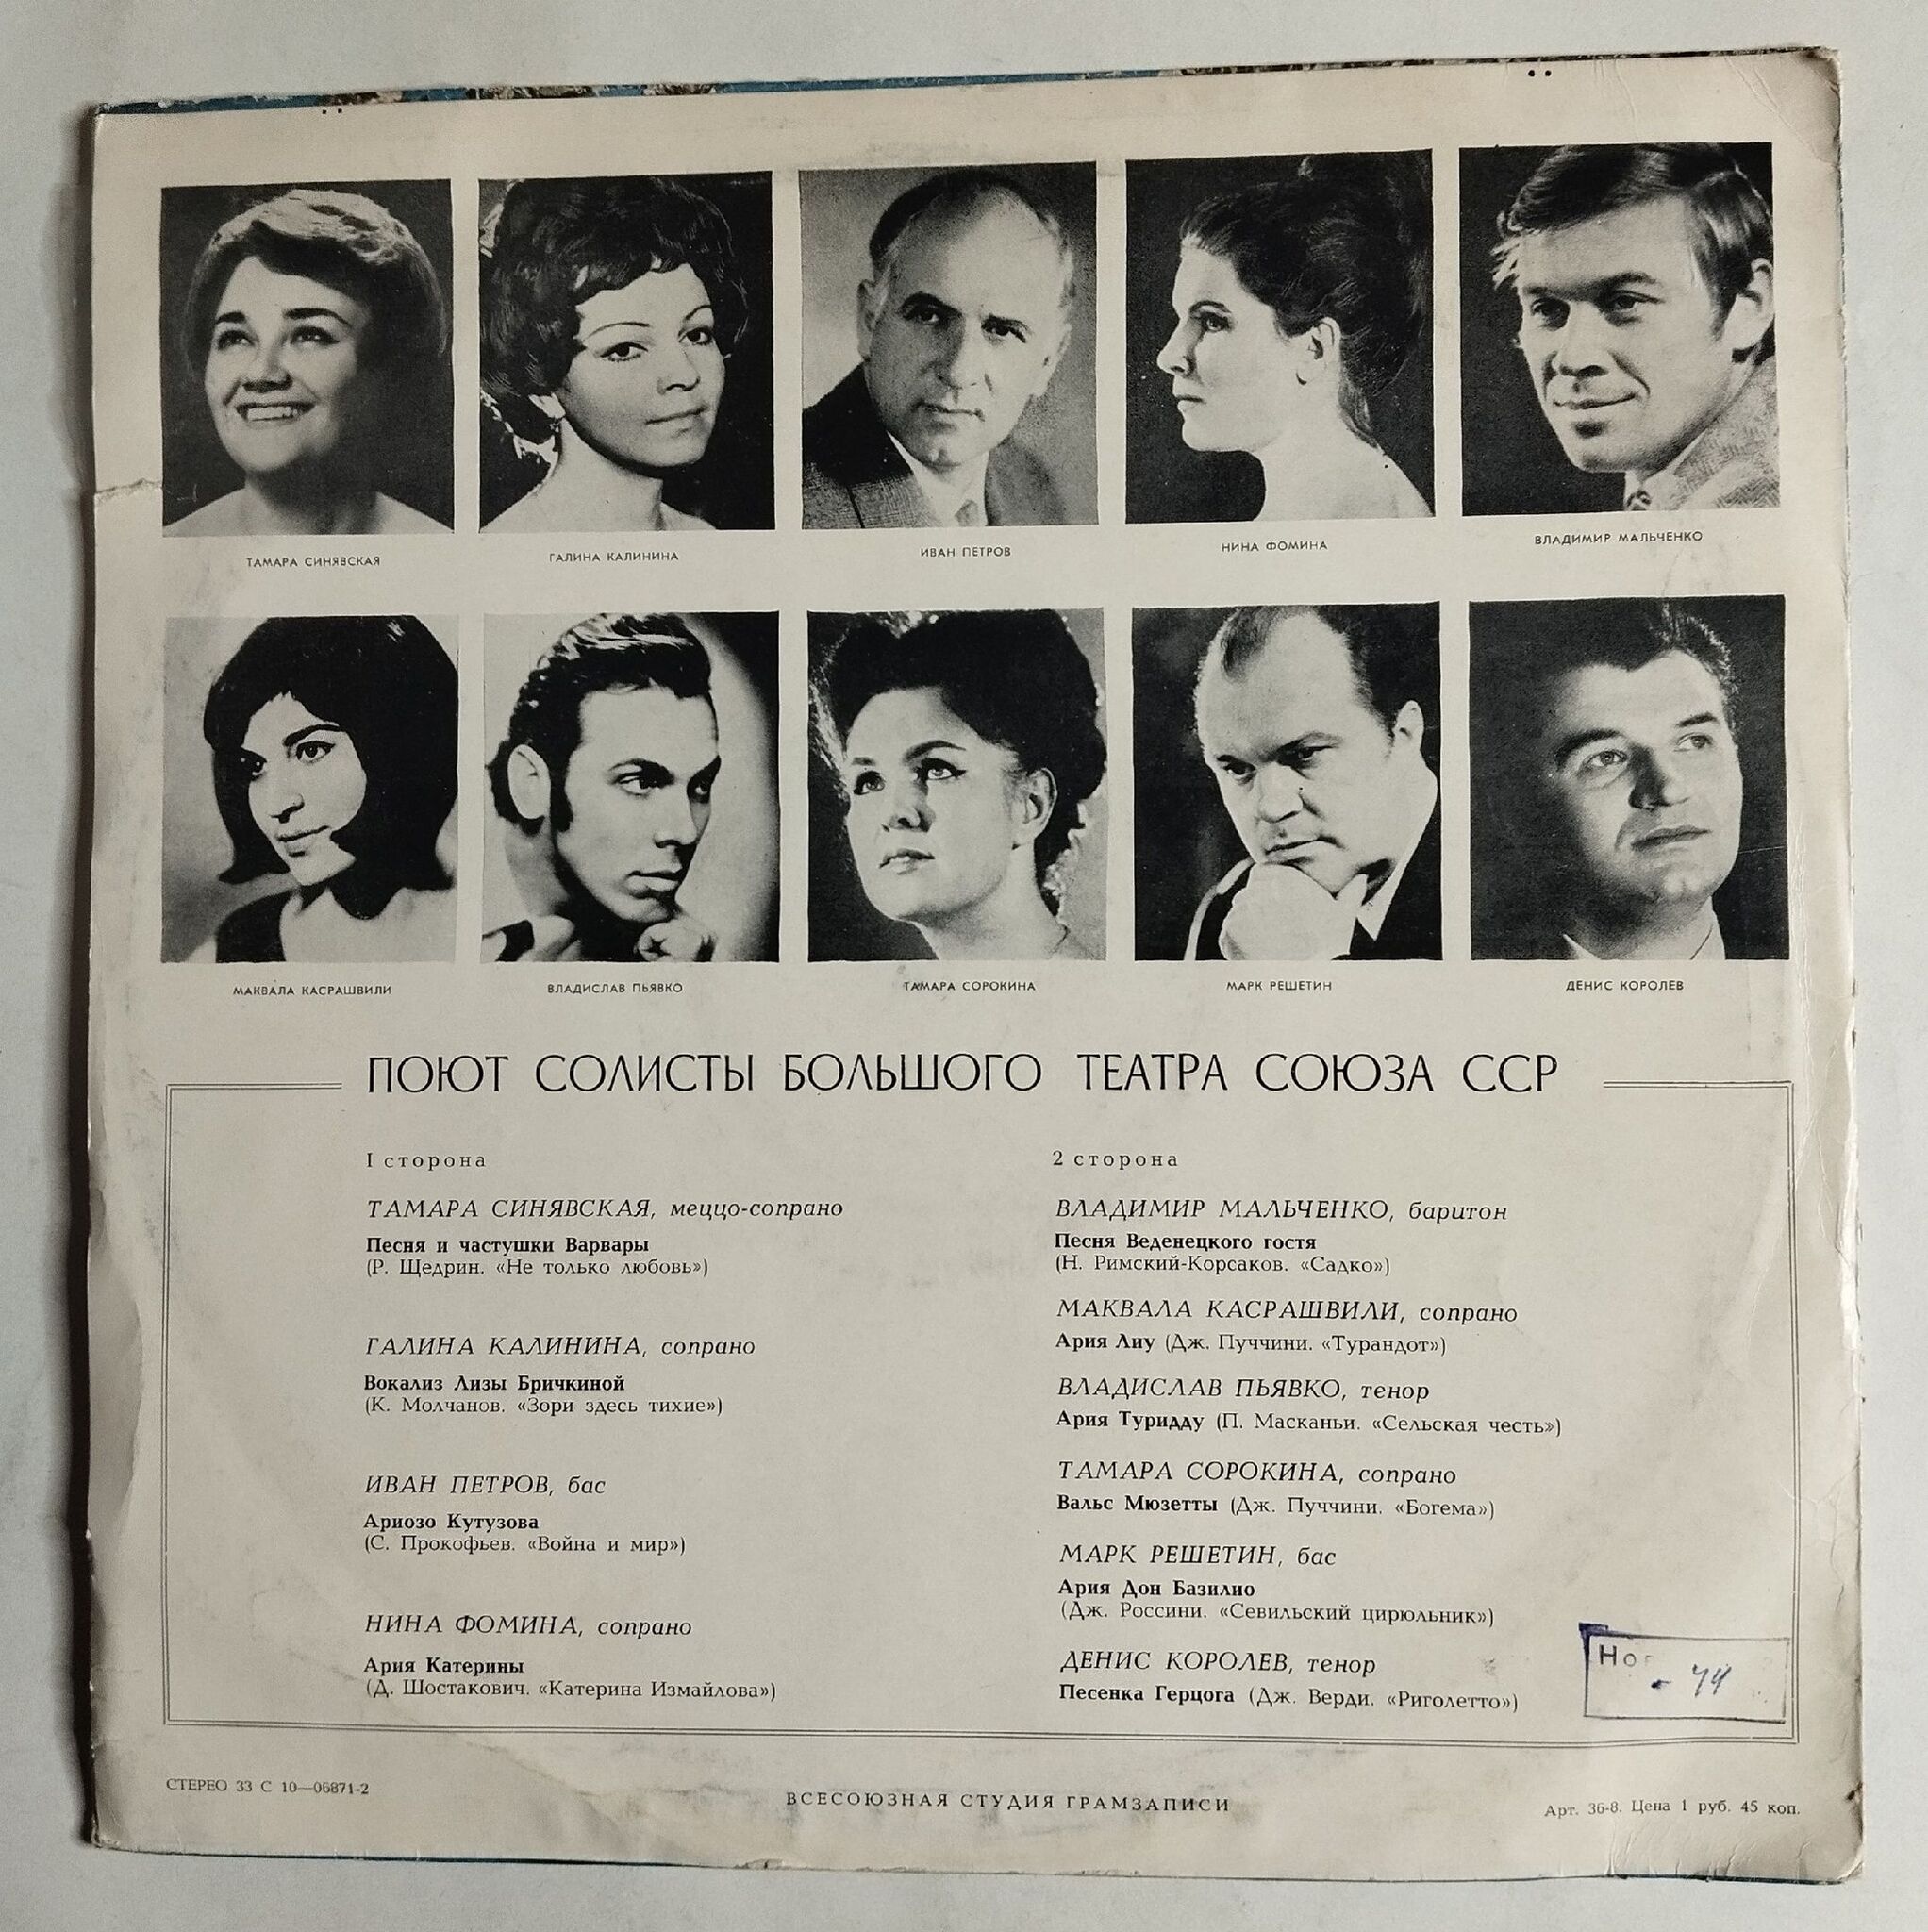 ТАМАРА СИНЯВСКАЯ
ГАЛИНА КАЛИНИНА
ИВАН ПЕТРОВ
НИНА ФОМИНА
ВЛАДИМИР МАЛЬЧЕНКО
МАКВАЛА КАСРАШВИЛИ
ВЛАДИСЛАВ ПЬЯВКО
ТАМАРА СОРОКИНА
МАРК РЕШЕТИН
ДЕНИС КОРОЛЕВ
ПОЮТ СОЛИСТЫ БОЛЬШОГО ТЕАТРА СОЮЗА ССР
I сторона
ТАМАРА СИНЯВСКАЯ, меццо-сопрано
Песня и частушки Варвары
(Р. Щедрин. «Не только любовь»)
ГАЛИНА КАЛИНИНА, сопрано
Вокализ Лизы Бричкиной
(К. Молчанов. «Зори здесь тихие»)
ИВАН ПЕТРОВ, бас
Ариозо Кутузова
(С. Прокофьев. «Война и мир»)
НИНА ФОМИНА, сопрано
Ария Катерины
(Д. Шостакович. «Катерина Измайлова»)
2 сторона
ВЛАДИМИР МАЛЬЧЕНКО, баритон
Песня Веденецкого гостя
(Н. Римский-Корсаков. «Садко»)
МАКВАЛА КАСРАШВИЛИ, сопрано
Ария Лиу (Дж. Пуччини. «Турандот»)
ВЛАДИСЛАВ ПЬЯВКО, тенор
Ария Туридду (П. Масканьи. «Сельская честь»)
ТАМАРА СОРОКИНА, сопрано
Вальс Мюзетты (Дж. Пуччини. «Богема»)
МАРК РЕШЕТИН, бас
Ария Дон Базилио
(Дж. Россини. «Севильский цирюльник»)
ДЕНИС КОРОЛЕВ, тенор
Песенка Герцога (Дж. Верди. «Риголетто»)
СТЕРЕО 33 С 10—06871-2
ВСЕСОЮЗНАЯ СТУДИЯ ГРАМЗАПИСИ
Арт. 36-8. Цена 1 руб. 45 коп.